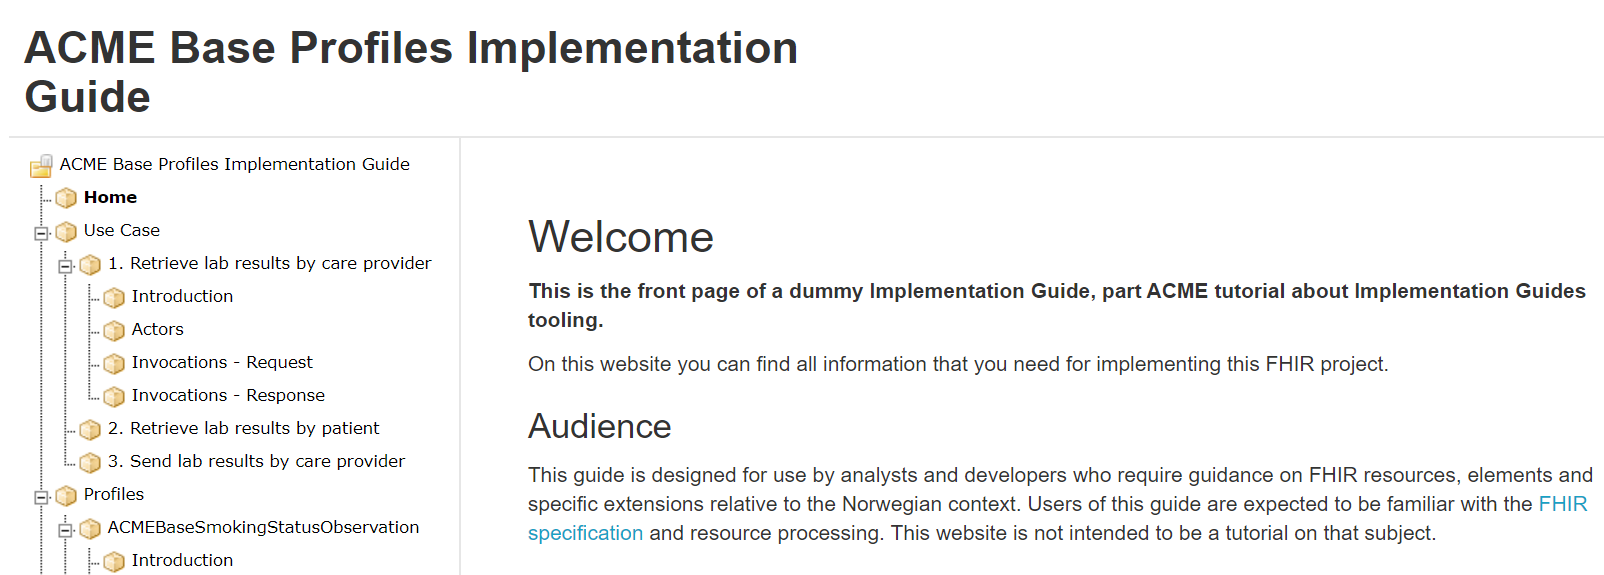 ACME Base Profiles Implementation
Guide
ACME Base Profiles Implementation Guide
Home
Use Case
1. Retrieve lab results by care provider
Introduction
Actors
Invocations - Request
Invocations - Response
2. Retrieve lab results by patient
3. Send lab results by care provider
Profiles
ACMEBaseSmokingStatusObservation
Introduction
Welcome
This is the front page of a dummy Implementation Guide, part ACME tutorial about Implementation Guides
tooling.
On this website you can find all information that you need for implementing this FHIR project.
Audience
This guide is designed for use by analysts and developers who require guidance on FHIR resources, elements and
specific extensions relative to the Norwegian context. Users of this guide are expected to be familiar with the FHIR
specification and resource processing. This website is not intended to be a tutorial on that subject.